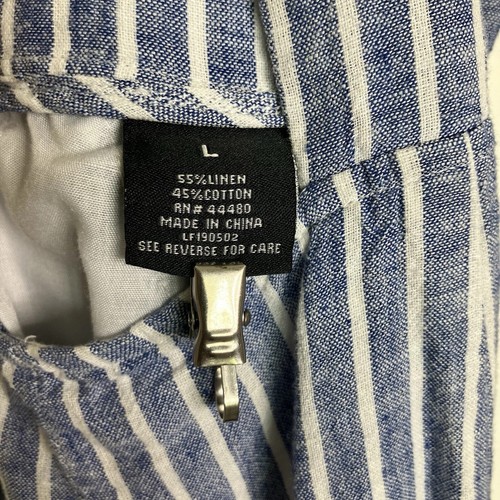 L
55% LINEN
45% COTTON
RN# 44480
MADE IN CHINA
LF190502
SEE REVERSE FOR CARE